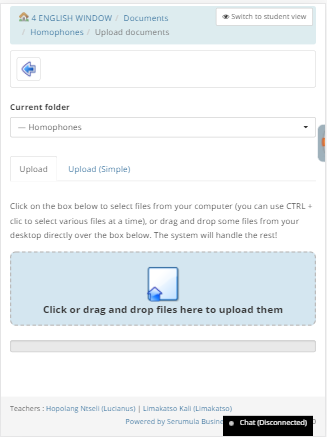 4 ENGLISH WINDOW / Documents
Switch to student view
/ Homophones / Upload documents
Current folder
— Homophones
Upload
Upload (Simple)
Click on the box below to select files from your computer (you can use CTRL +
clic to select various files at a time), or drag and drop some files from your
desktop directly over the box below. The system will handle the rest!
Click or drag and drop files here to upload them
Teachers : Hopolang Ntseli (Lucianus) | Limakatso Kali (Limakatso)
Powered by Serumula Busine
Chat (Disconnected)